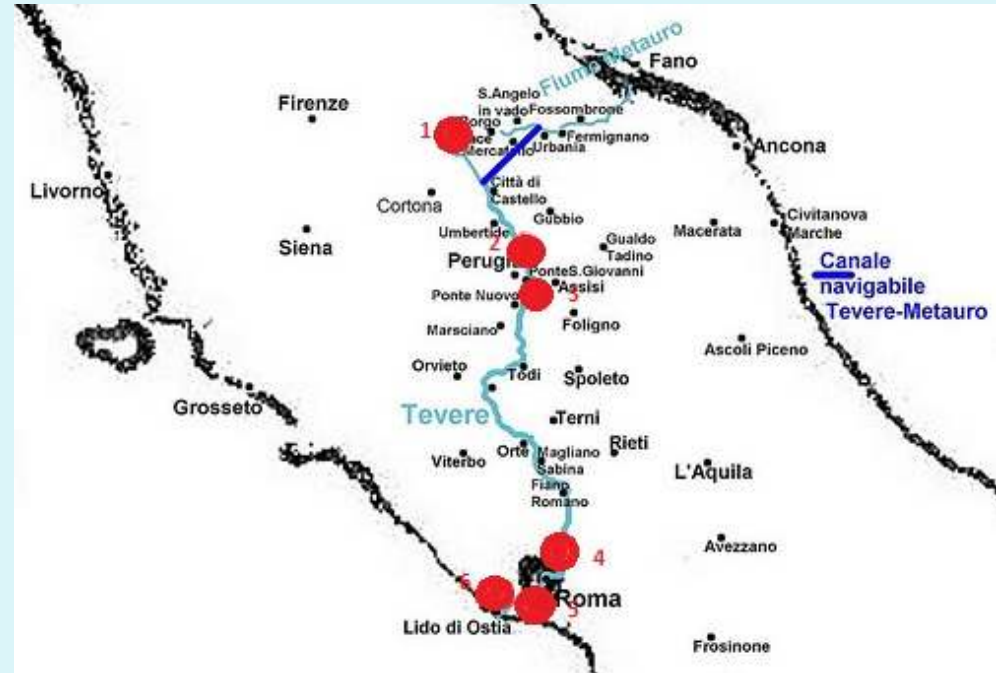 Fiume Metauro
Fano
S.Angelo
in vado
Fossombrone
Firenze
1
Borgo
Pace
Mercatello
Urbania
Fermignano
Ancona
Livorno
Città di
Castello
Cortona
Gubbio
Umbertide
Siena
2
Gualdo
Tadino
Macerata
Civitanova
Marche
Perugia
PonteS.Giovanni
Assisi
Canale
navigabile
Tevere-Metauro
Ponte Nuovo
3
Marsciano
Foligno
Ascoli Piceno
Orvieto
Todi
Spoleto
Grosseto
Tevere
Terni
Viterbo
Orte
Magliano
Sabina
Rieti
L'Aquila
Fiano
Romano
4
Avezzano
6
Roma
5
Lido di Ostia
Frosinone